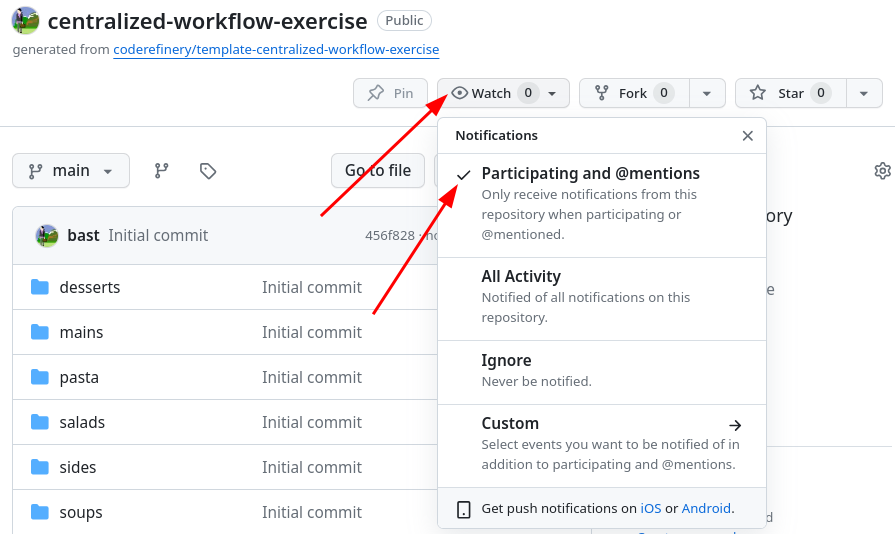 centralized-workflow-exercise Public
generated from coderefinery/template-centralized-workflow-exercise
Pin Watch 0 Fork 0 Star 0
main Go to file
bast Initial commit 456f828 ·
desserts Initial commit
mains Initial commit
pasta Initial commit
salads Initial commit
sides Initial commit
soups Initial commit
Notifications
Participating and @mentions
Only receive notifications from this
repository when participating or
@mentioned.
All Activity
Notified of all notifications on this
repository.
Ignore
Never be notified.
Custom
Select events you want to be notified of in
addition to participating and @mentions.
Get push notifications on iOS or Android.